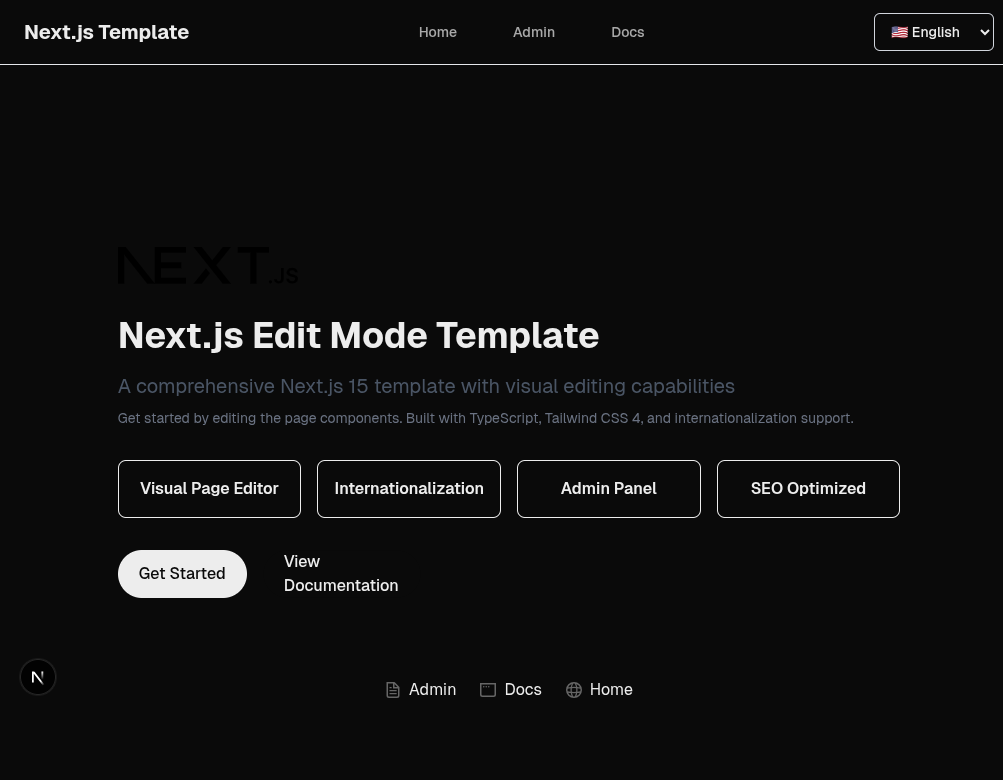 Next.js Template
Home
Admin
Docs
🇺🇸 English
NEXT.JS
Next.js Edit Mode Template
A comprehensive Next.js 15 template with visual editing capabilities
Get started by editing the page components. Built with TypeScript, Tailwind CSS 4, and internationalization support.
Visual Page Editor
Internationalization
Admin Panel
SEO Optimized
Get Started
View
Documentation
N
Admin
Docs
Home